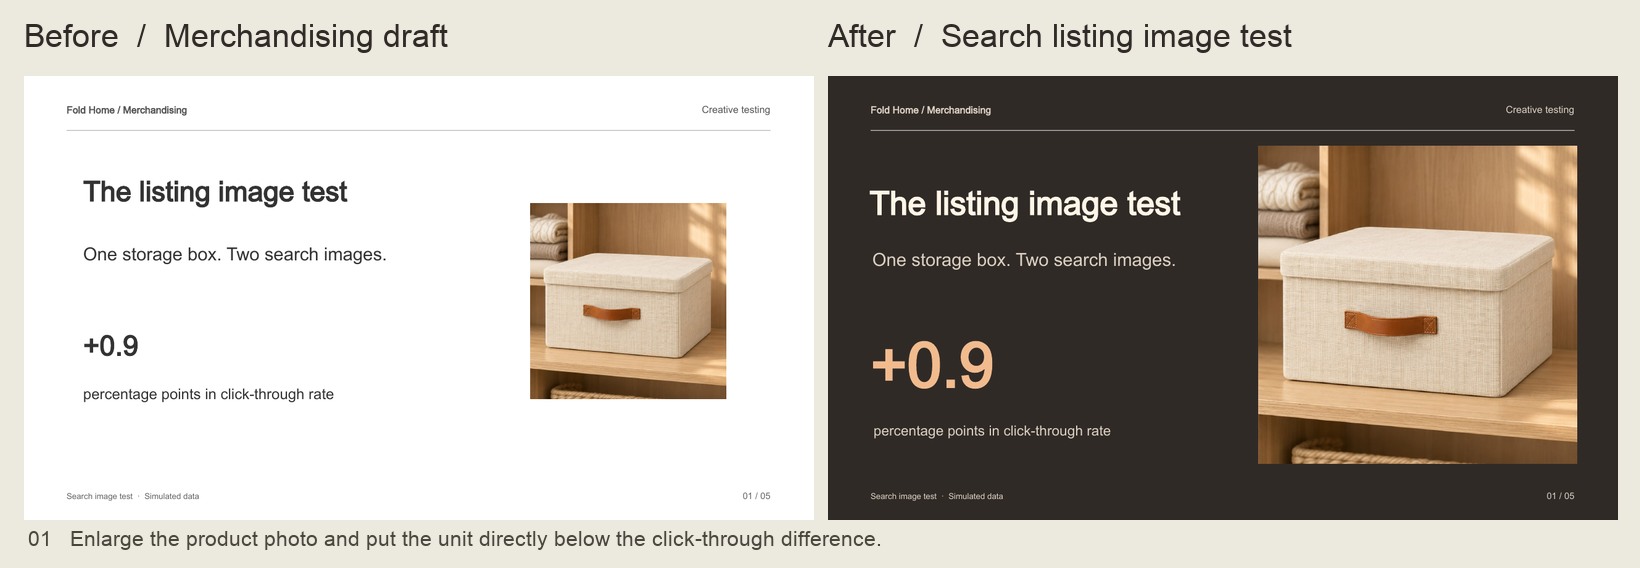 Before / Merchandising draft
After / Search listing image test
Fold Home / Merchandising
Creative testing
The listing image test
One storage box. Two search images.
+0.9
percentage points in click-through rate
Search image test · Simulated data
01 / 05
Fold Home / Merchandising
Creative testing
The listing image test
One storage box. Two search images.
+0.9
percentage points in click-through rate
Search image test · Simulated data
01 / 05
01 Enlarge the product photo and put the unit directly below the click-through difference.